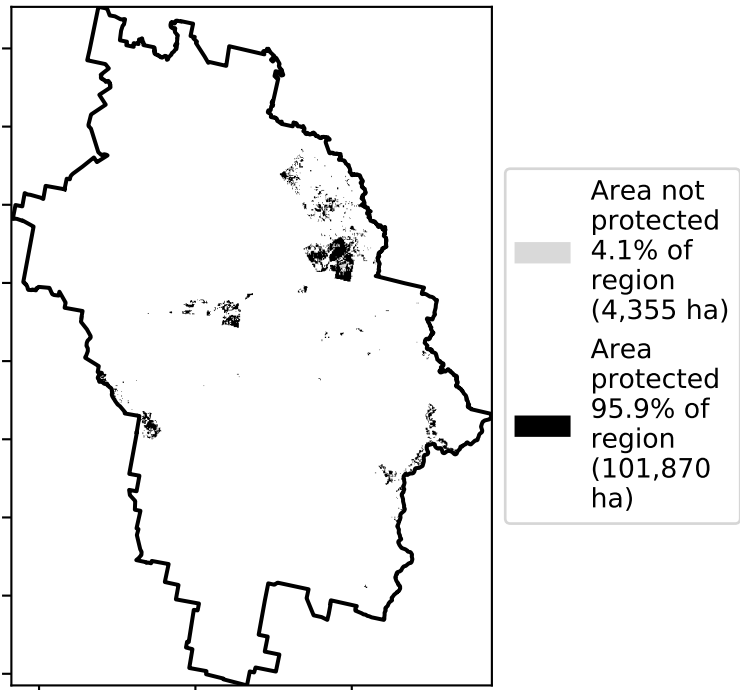 Area not
protected
4.1% of
region
(4,355 ha)
Area
protected
95.9% of
region
(101,870
ha)